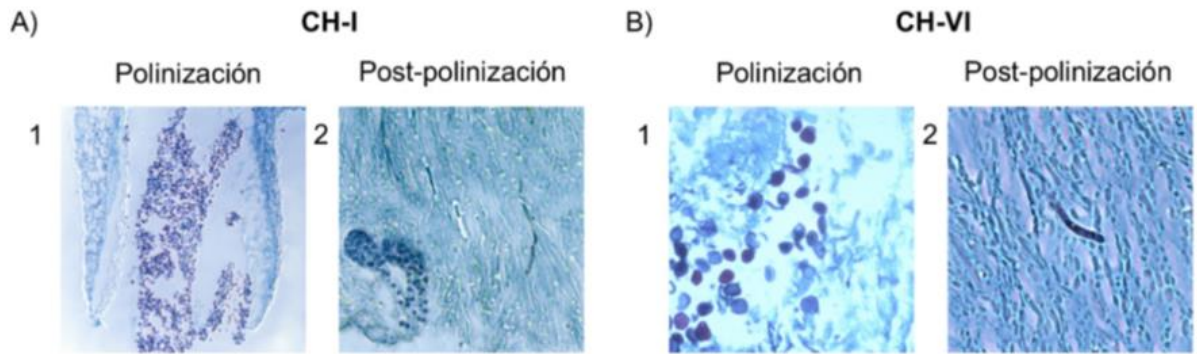 A) CH-I B) CH-VI
Polinización Post-polinización Polinización Post-polinización
1 2 1 2